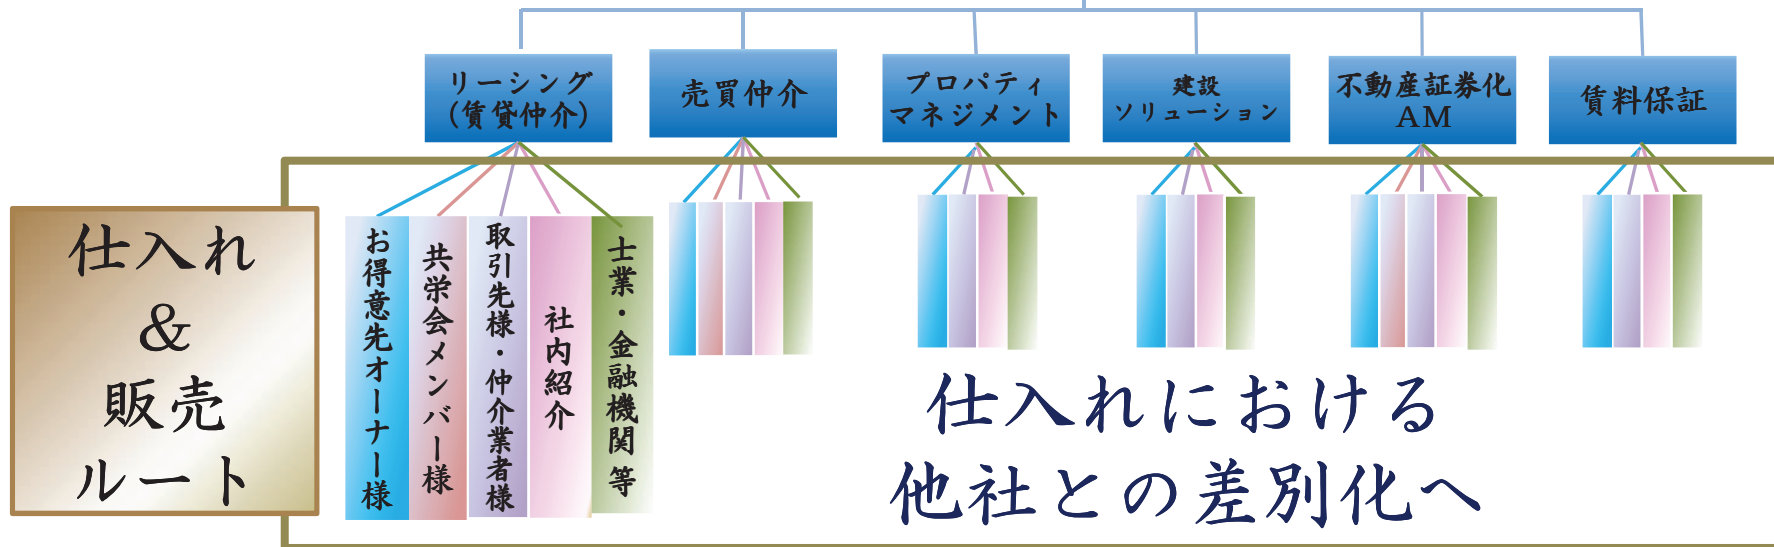 リーシング
(賃貸仲介)
売買仲介
プロパティ
マネジメント
建設
ソリューション
不動産証券化
AM
賃料保証
仕入れ
&
販売
ルート
お得意先オーナー様
共栄会メンバー様
取引先様・仲介業者様
社内紹介
士業・金融機関等
仕入れにおける
他社との差別化へ